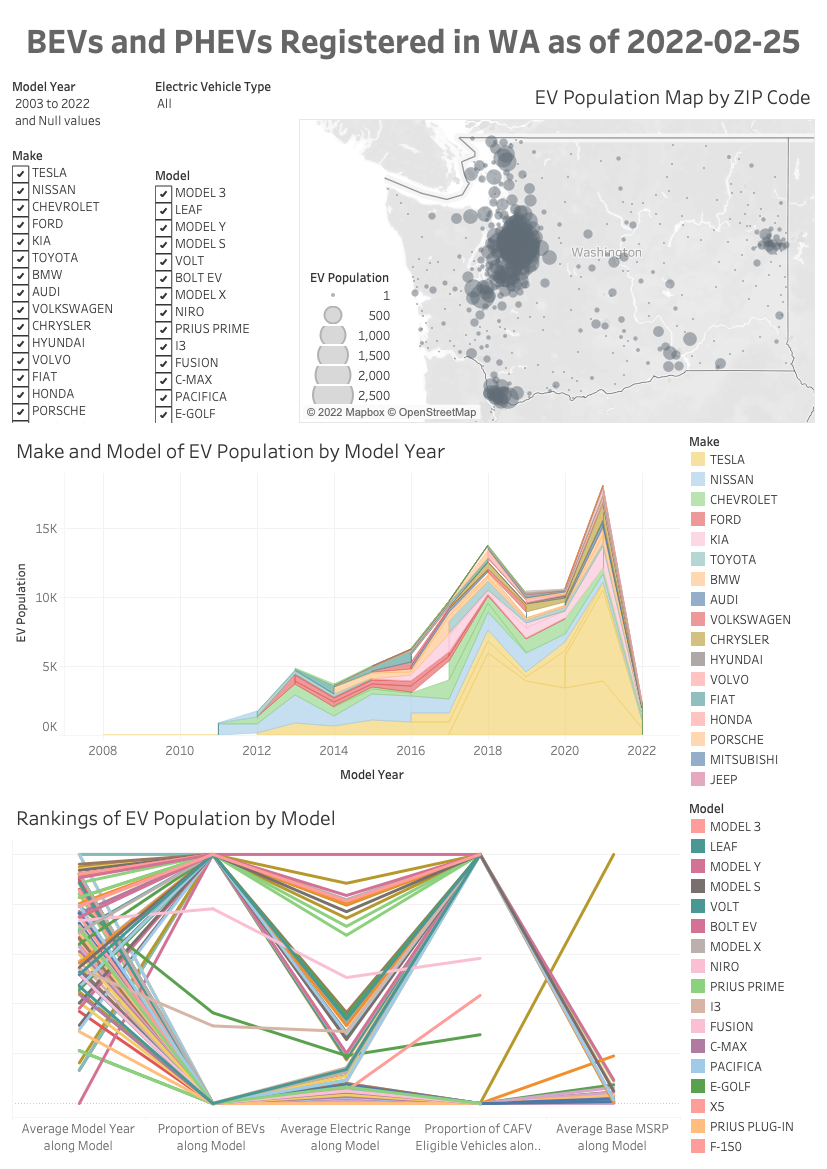 BEVs and PHEVs Registered in WA as of 2022-02-25
Model Year
2003 to 2022
and Null values
Electric Vehicle Type
All
EV Population Map by ZIP Code
Make
TESLA
NISSAN
CHEVROLET
FORD
KIA
TOYOTA
BMW
AUDI
VOLKSWAGEN
CHRYSLER
HYUNDAI
VOLVO
FIAT
HONDA
PORSCHE
Model
MODEL 3
LEAF
MODEL Y
MODEL S
VOLT
BOLT EV
MODEL X
NIRO
PRIUS PRIME
I3
FUSION
C-MAX
PACIFICA
E-GOLF
Washington
EV Population
1
500
1,000
1,500
2,000
2,500
© 2022 Mapbox © OpenStreetMap
Make and Model of EV Population by Model Year
EV Population
15K
10K
5K
0K
2008
2010
2012
2014
2016
2018
2020
2022
Model Year
Make
TESLA
NISSAN
CHEVROLET
FORD
KIA
TOYOTA
BMW
AUDI
VOLKSWAGEN
CHRYSLER
HYUNDAI
VOLVO
FIAT
HONDA
PORSCHE
MITSUBISHI
JEEP
Rankings of EV Population by Model
Average Model Year
along Model
Proportion of BEVs
along Model
Average Electric Range
along Model
Proportion of CAFV
Eligible Vehicles alon..
Average Base MSRP
along Model
Model
MODEL 3
LEAF
MODEL Y
MODEL S
VOLT
BOLT EV
MODEL X
NIRO
PRIUS PRIME
I3
FUSION
C-MAX
PACIFICA
E-GOLF
X5
PRIUS PLUG-IN
F-150